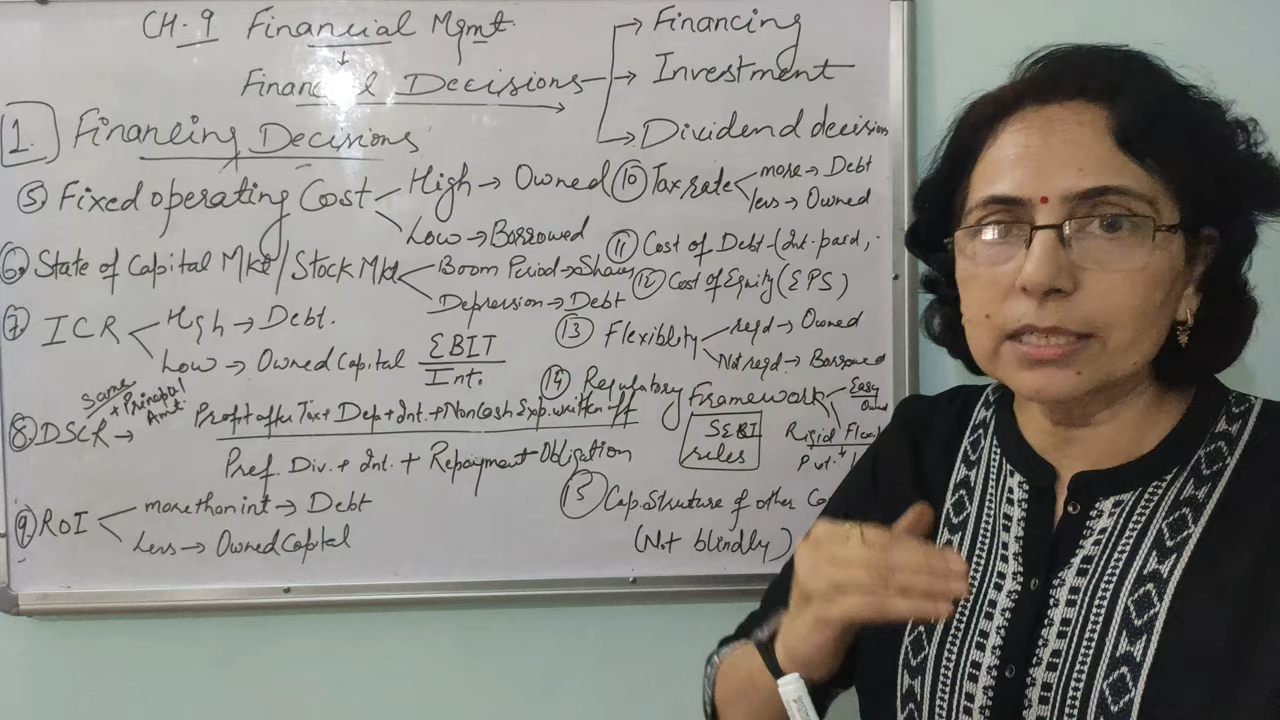 CH-9 Financial Mgmt.
Financial Decisions
→ Financing
→ Investment
→ Dividend decisions
1. Financing Decisions
⑤ Fixed operating Cost
High → Owned
Low → Borrowed
⑥ State of Capital Mkt/Stock Mkt
Boom Period → Shares
Depression → Debt
⑦ ICR
High → Debt.
Low → Owned Capital
EBIT
Int.
⑧ DSCR →
Same + Principal Amt.
Profit after Tax + Dep + Int. + Non Cash Exp. written off
Pref. Div. + Int. + Repayment Obligation
⑨ RoI
more than int → Debt
Less → Owned Capital
⑩ Tax rate
more → Debt
less → Owned
⑪ Cost of Debt - (Int. paid,
⑫ Cost of Equity (EPS)
⑬ Flexiblity
reqd → Owned
Not reqd → Borrowed
⑭ Regulatory Framework
Easy
Owned
Rigid
SEBI rules
⑮ Cap. Structure of other
(Not blindly)